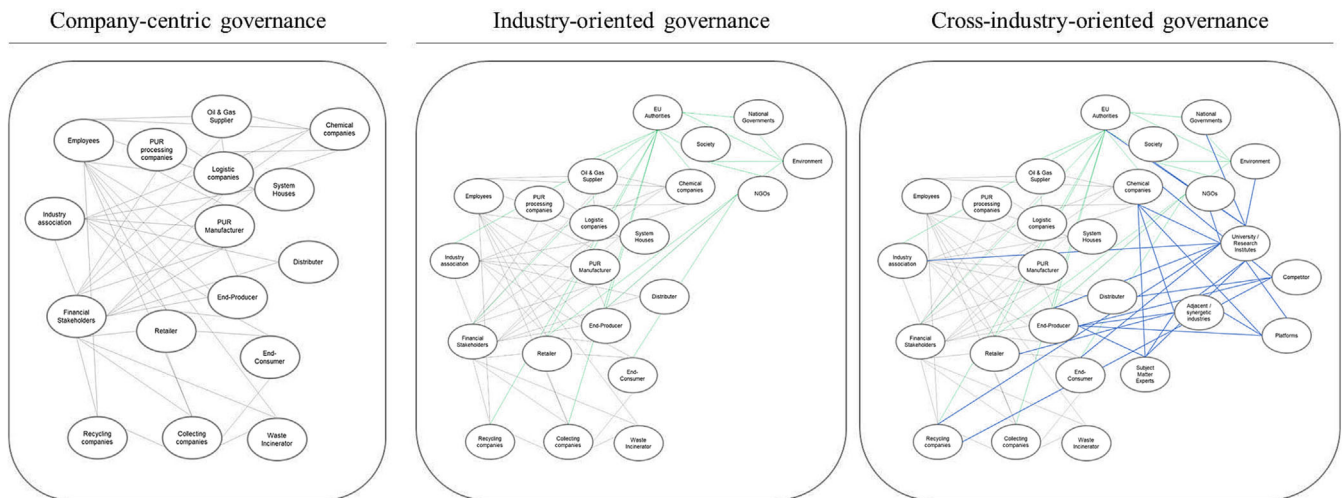 Company-centric governance
Oil & Gas
Supplier
Chemical
companies
Employees
PUR
processing
companies
Logistic
companies
System
Houses
Industry
association
PUR
Manufacturer
Distributer
End-Producer
Financial
Stakeholders
Retailer
End-
Consumer
Recycling
companies
Collecting
companies
Waste
Incinerator
Industry-oriented governance
EU
Authorities
National
Governments
Society
Environment
Oil & Gas
Supplier
Chemical
companies
NGOs
Employees
PUR
processing
companies
Logistic
companies
System
Houses
Industry
association
PUR
Manufacturer
Distributer
End-Producer
Financial
Stakeholders
Retailer
End-
Consumer
Recycling
companies
Collecting
companies
Waste
Incinerator
Cross-industry-oriented governance
EU
Authorities
National
Governments
Society
Environment
Oil & Gas
Supplier
Chemical
companies
NGOs
Employees
PUR
processing
companies
Logistic
companies
System
Houses
University /
Research
Institutes
Industry
association
PUR
Manufacturer
Competitor
Distributer
Adjacent /
synergetic
industries
End-Producer
Platforms
Financial
Stakeholders
Retailer
End-
Consumer
Subject
Matter
Experts
Recycling
companies
Collecting
companies
Waste
Incinerator